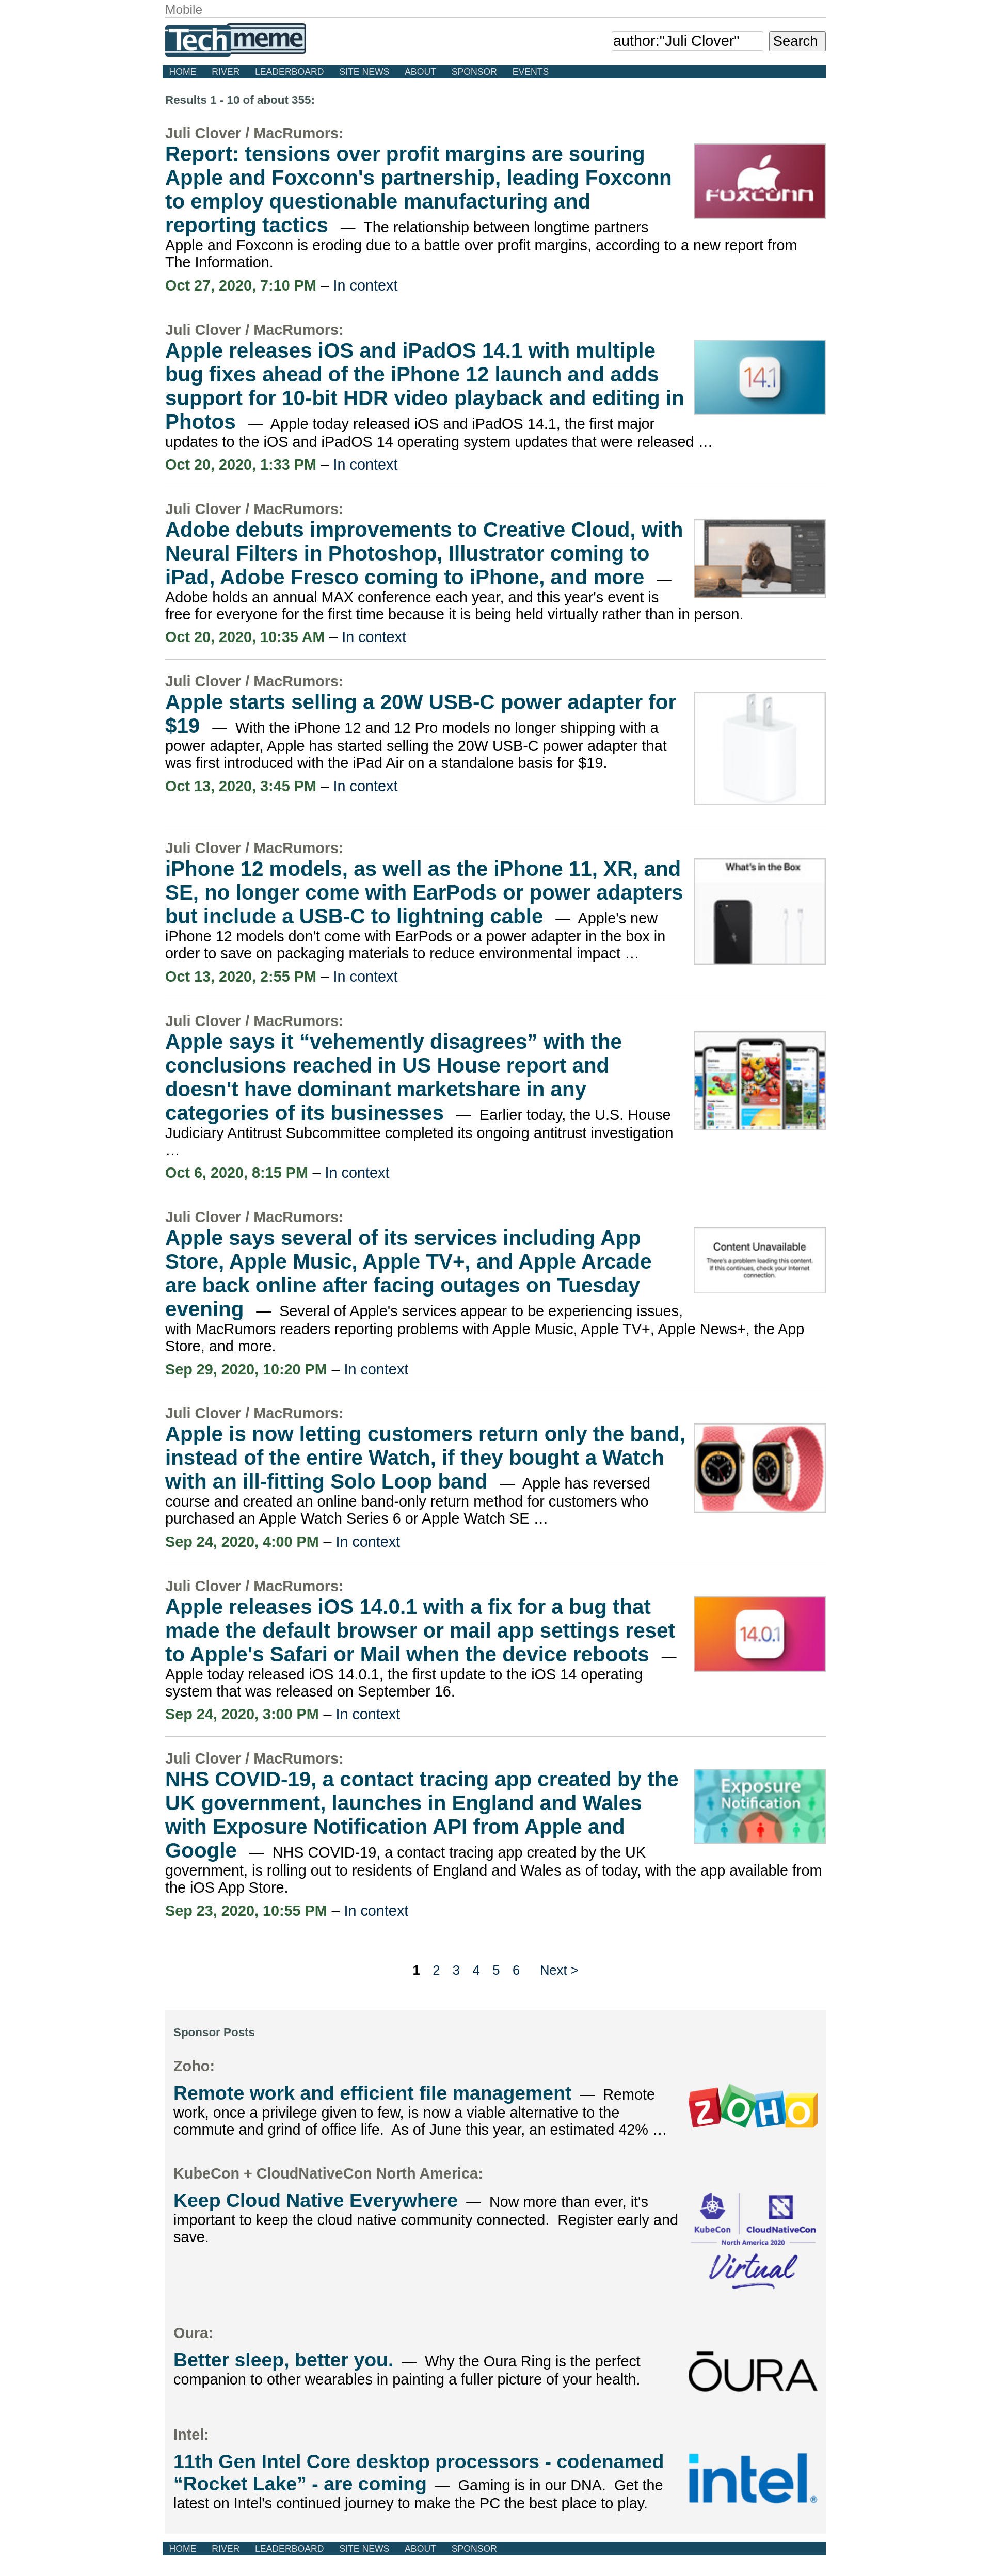 Mobile
Techmeme
author:"Juli Clover"
Search
HOME RIVER LEADERBOARD SITE NEWS ABOUT SPONSOR EVENTS
Results 1 - 10 of about 355:
Juli Clover / MacRumors:
Report: tensions over profit margins are souring
Apple and Foxconn's partnership, leading Foxconn
to employ questionable manufacturing and
reporting tactics — The relationship between longtime partners
Apple and Foxconn is eroding due to a battle over profit margins, according to a new report from
The Information.
FOXCONN
Oct 27, 2020, 7:10 PM – In context
Juli Clover / MacRumors:
Apple releases iOS and iPadOS 14.1 with multiple
bug fixes ahead of the iPhone 12 launch and adds
support for 10-bit HDR video playback and editing in
Photos — Apple today released iOS and iPadOS 14.1, the first major
updates to the iOS and iPadOS 14 operating system updates that were released …
14.1
Oct 20, 2020, 1:33 PM – In context
Juli Clover / MacRumors:
Adobe debuts improvements to Creative Cloud, with
Neural Filters in Photoshop, Illustrator coming to
iPad, Adobe Fresco coming to iPhone, and more —
Adobe holds an annual MAX conference each year, and this year's event is
free for everyone for the first time because it is being held virtually rather than in person.
Oct 20, 2020, 10:35 AM – In context
Juli Clover / MacRumors:
Apple starts selling a 20W USB-C power adapter for
$19 — With the iPhone 12 and 12 Pro models no longer shipping with a
power adapter, Apple has started selling the 20W USB-C power adapter that
was first introduced with the iPad Air on a standalone basis for $19.
Oct 13, 2020, 3:45 PM – In context
Juli Clover / MacRumors:
iPhone 12 models, as well as the iPhone 11, XR, and
SE, no longer come with EarPods or power adapters
but include a USB-C to lightning cable — Apple's new
iPhone 12 models don't come with EarPods or a power adapter in the box in
order to save on packaging materials to reduce environmental impact …
What's in the Box
Oct 13, 2020, 2:55 PM – In context
Juli Clover / MacRumors:
Apple says it “vehemently disagrees” with the
conclusions reached in US House report and
doesn't have dominant marketshare in any
categories of its businesses — Earlier today, the U.S. House
Judiciary Antitrust Subcommittee completed its ongoing antitrust investigation
…
Today
Oct 6, 2020, 8:15 PM – In context
Juli Clover / MacRumors:
Apple says several of its services including App
Store, Apple Music, Apple TV+, and Apple Arcade
are back online after facing outages on Tuesday
evening — Several of Apple's services appear to be experiencing issues,
with MacRumors readers reporting problems with Apple Music, Apple TV+, Apple News+, the App
Store, and more.
Content Unavailable
There's a problem loading this content.
If this continues, check your internet
connection.
Sep 29, 2020, 10:20 PM – In context
Juli Clover / MacRumors:
Apple is now letting customers return only the band,
instead of the entire Watch, if they bought a Watch
with an ill-fitting Solo Loop band — Apple has reversed
course and created an online band-only return method for customers who
purchased an Apple Watch Series 6 or Apple Watch SE …
Sep 24, 2020, 4:00 PM – In context
Juli Clover / MacRumors:
Apple releases iOS 14.0.1 with a fix for a bug that
made the default browser or mail app settings reset
to Apple's Safari or Mail when the device reboots —
Apple today released iOS 14.0.1, the first update to the iOS 14 operating
system that was released on September 16.
14.0.1
Sep 24, 2020, 3:00 PM – In context
Juli Clover / MacRumors:
NHS COVID-19, a contact tracing app created by the
UK government, launches in England and Wales
with Exposure Notification API from Apple and
Google — NHS COVID-19, a contact tracing app created by the UK
government, is rolling out to residents of England and Wales as of today, with the app available from
the iOS App Store.
Exposure
Notification
Sep 23, 2020, 10:55 PM – In context
1 2 3 4 5 6 Next >
Sponsor Posts
Zoho:
Remote work and efficient file management — Remote
work, once a privilege given to few, is now a viable alternative to the
commute and grind of office life. As of June this year, an estimated 42% …
ZOHO
KubeCon + CloudNativeCon North America:
Keep Cloud Native Everywhere — Now more than ever, it's
important to keep the cloud native community connected. Register early and
save.
KubeCon CloudNativeCon
North America 2020
Virtual
Oura:
Better sleep, better you. — Why the Oura Ring is the perfect
companion to other wearables in painting a fuller picture of your health.
ŌURA
Intel:
11th Gen Intel Core desktop processors - codenamed
“Rocket Lake” - are coming — Gaming is in our DNA. Get the
latest on Intel's continued journey to make the PC the best place to play.
intel®
HOME RIVER LEADERBOARD SITE NEWS ABOUT SPONSOR